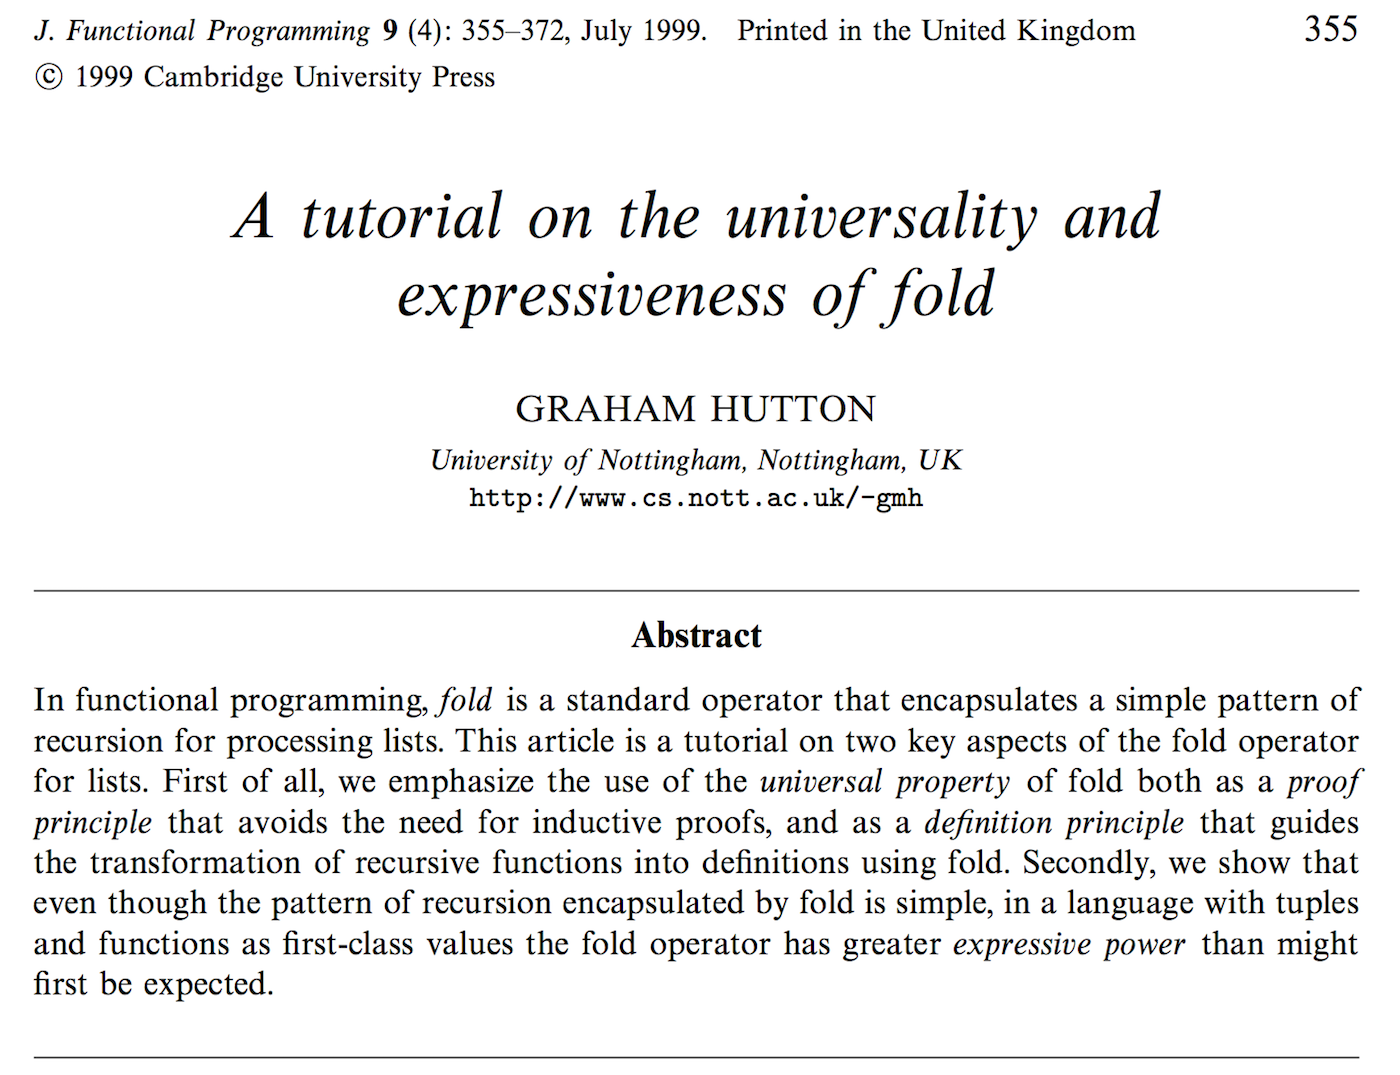 J. Functional Programming 9 (4): 355–372, July 1999. Printed in the United Kingdom 355
© 1999 Cambridge University Press
A tutorial on the universality and
expressiveness of fold
GRAHAM HUTTON
University of Nottingham, Nottingham, UK
http://www.cs.nott.ac.uk/~gmh
Abstract
In functional programming, fold is a standard operator that encapsulates a simple pattern of
recursion for processing lists. This article is a tutorial on two key aspects of the fold operator
for lists. First of all, we emphasize the use of the universal property of fold both as a proof
principle that avoids the need for inductive proofs, and as a definition principle that guides
the transformation of recursive functions into definitions using fold. Secondly, we show that
even though the pattern of recursion encapsulated by fold is simple, in a language with tuples
and functions as first-class values the fold operator has greater expressive power than might
first be expected.